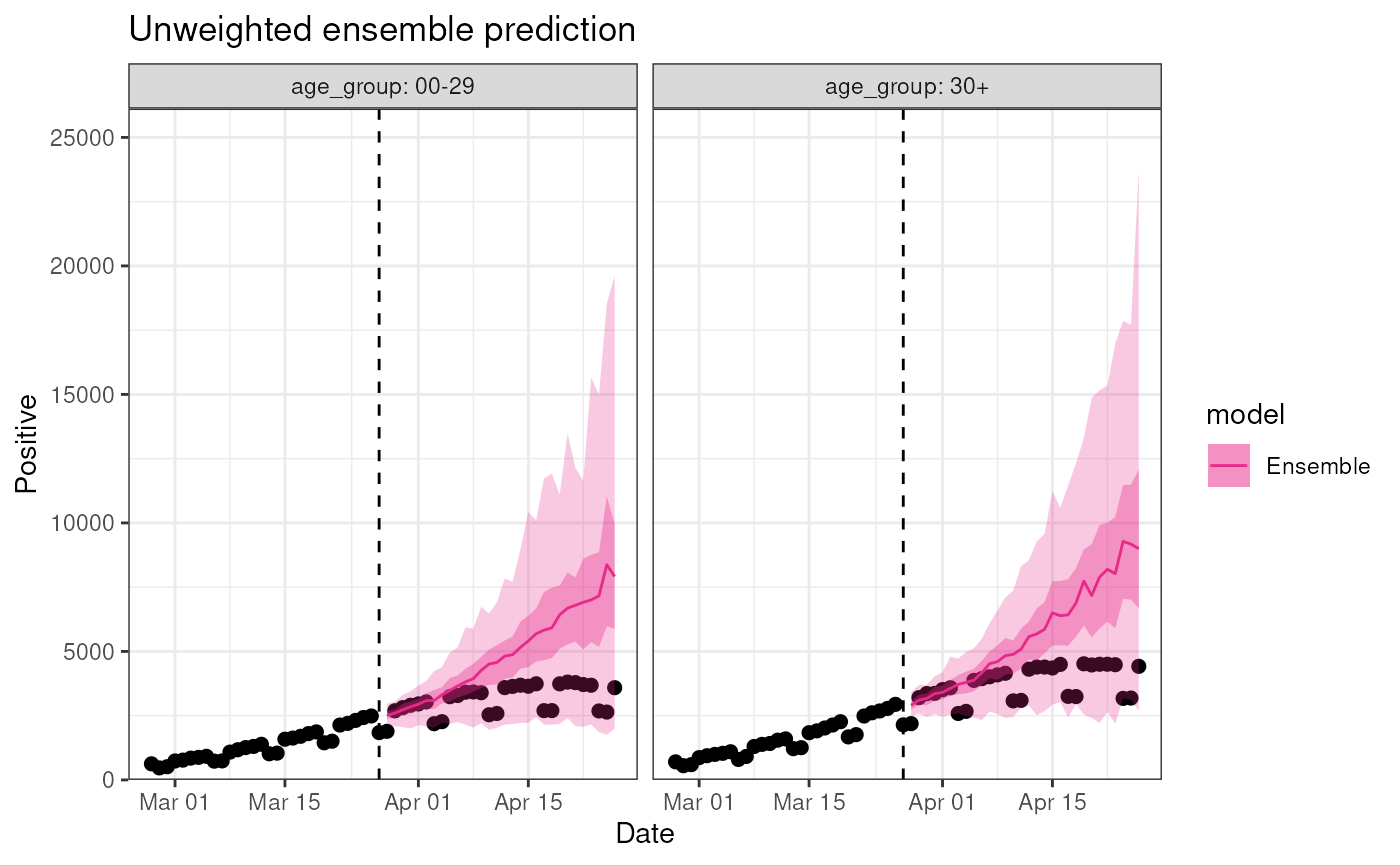 Unweighted ensemble prediction
age_group: 00-29
age_group: 30+
25000
20000
15000
10000
5000
0
Positive
Mar 01
Mar 15
Apr 01
Apr 15
Mar 01
Mar 15
Apr 01
Apr 15
Date
model
Ensemble